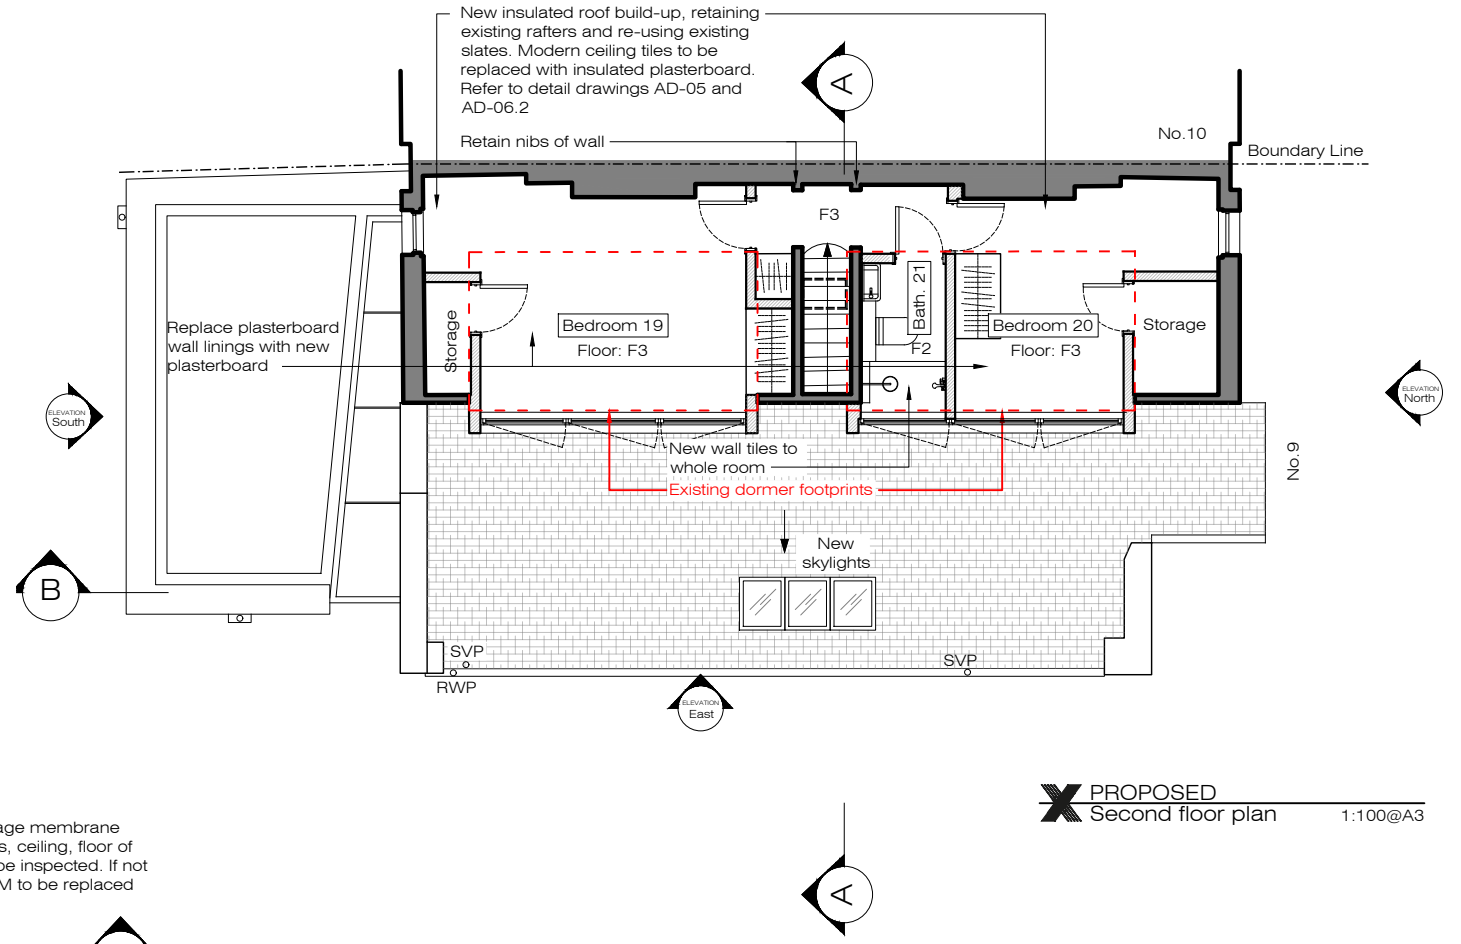 New insulated roof build-up, retaining
existing rafters and re-using existing
slates. Modern ceiling tiles to be
replaced with insulated plasterboard.
Refer to detail drawings AD-05 and
AD-06.2
A
Retain nibs of wall
No.10
Boundary Line
F3
Bath. 21
F2
Replace plasterboard
wall linings with new
plasterboard
Storage
Bedroom 19
Floor: F3
Bedroom 20
Floor: F3
Storage
ELEVATION
South
ELEVATION
North
New wall tiles to
whole room
Existing dormer footprints
No.9
New
skylights
B
SVP
RWP
SVP
ELEVATION
East
PROPOSED
Second floor plan
1:100@A3
age membrane
s, ceiling, floor of
be inspected. If not
M to be replaced
A